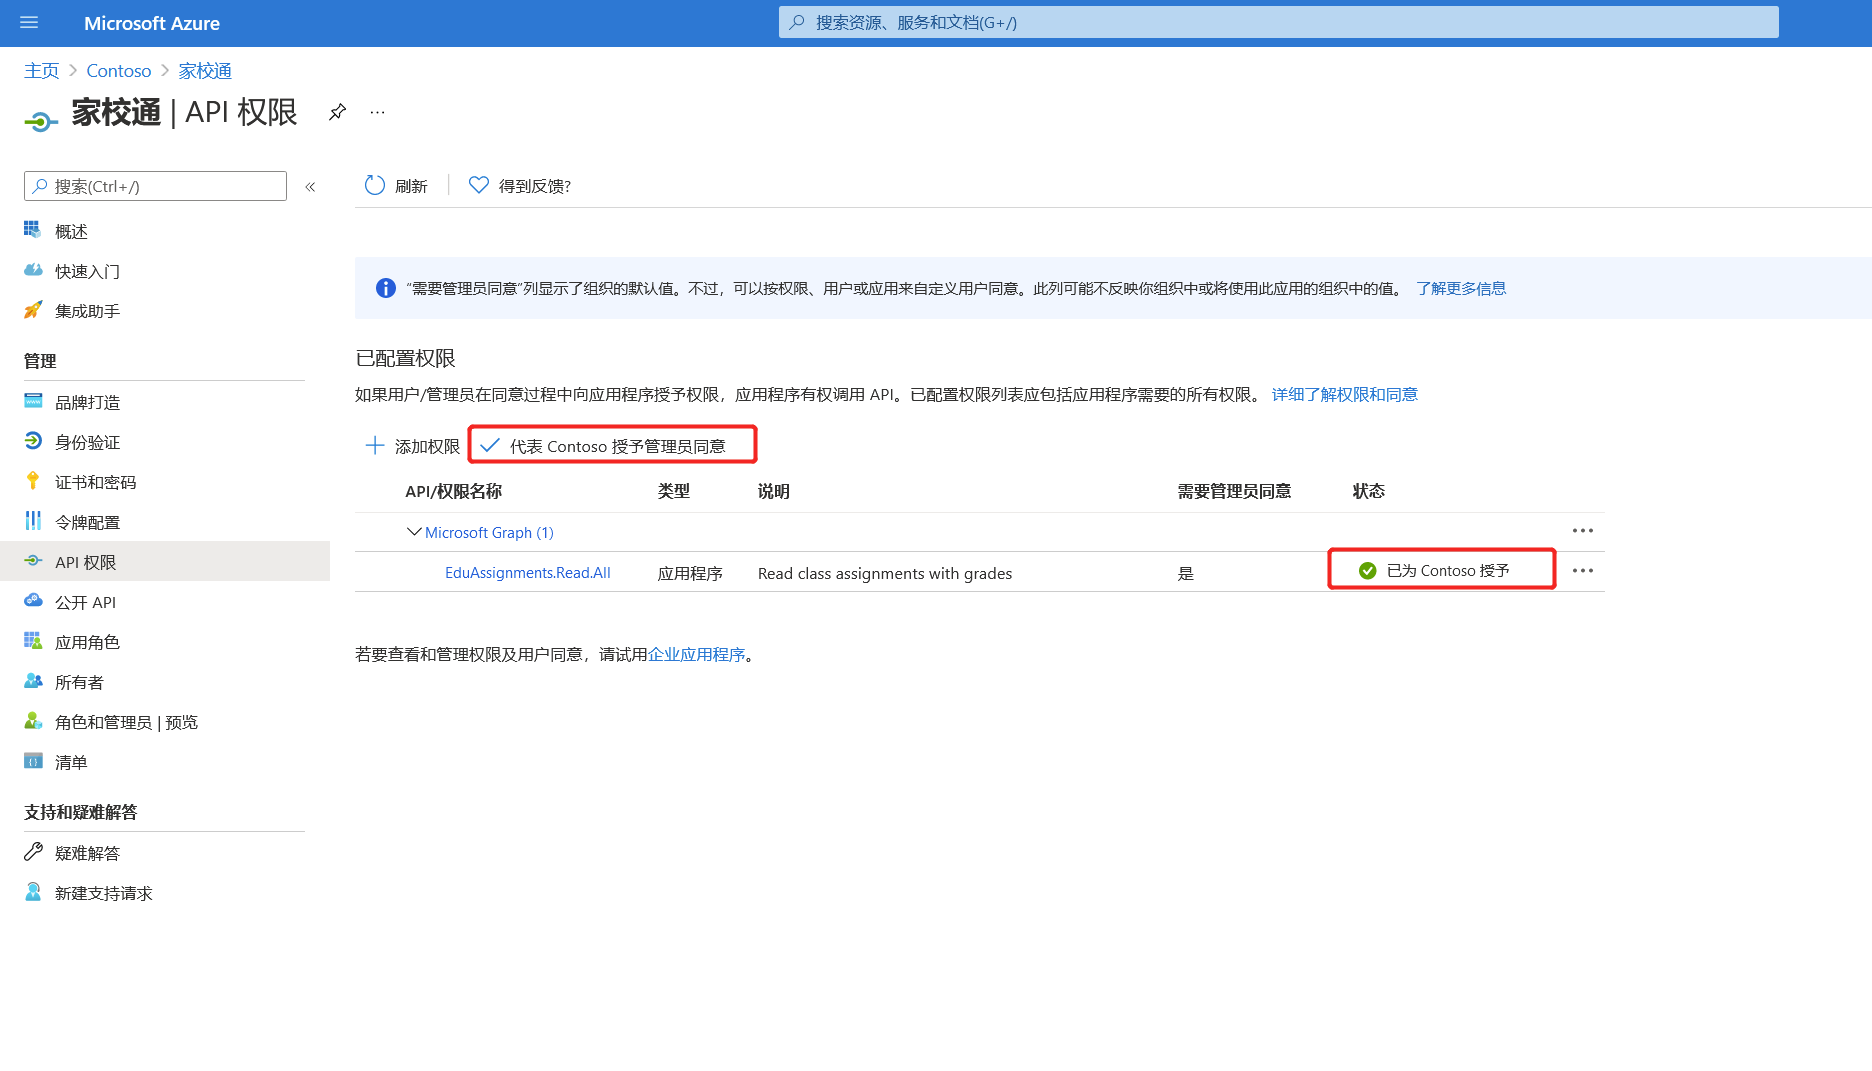 Microsoft Azure
搜索资源、服务和文档(G+/)
主页 > Contoso > 家校通
家校通 | API 权限
搜索(Ctrl+/)
«
概述
快速入门
集成助手
管理
品牌打造
身份验证
证书和密码
令牌配置
API 权限
公开 API
应用角色
所有者
角色和管理员 | 预览
清单
支持和疑难解答
疑难解答
新建支持请求
刷新
得到反馈?
“需要管理员同意”列显示了组织的默认值。不过，可以按权限、用户或应用来自定义用户同意。此列可能不反映你组织中或将使用此应用的组织中的值。 了解更多信息
已配置权限
如果用户/管理员在同意过程中向应用程序授予权限，应用程序有权调用 API。已配置权限列表应包括应用程序需要的所有权限。 详细了解权限和同意
添加权限 代表 Contoso 授予管理员同意
API/权限名称 类型 说明 需要管理员同意 状态
Microsoft Graph (1)
EduAssignments.Read.All 应用程序 Read class assignments with grades 是 已为 Contoso 授予
若要查看和管理权限及用户同意，请试用企业应用程序。